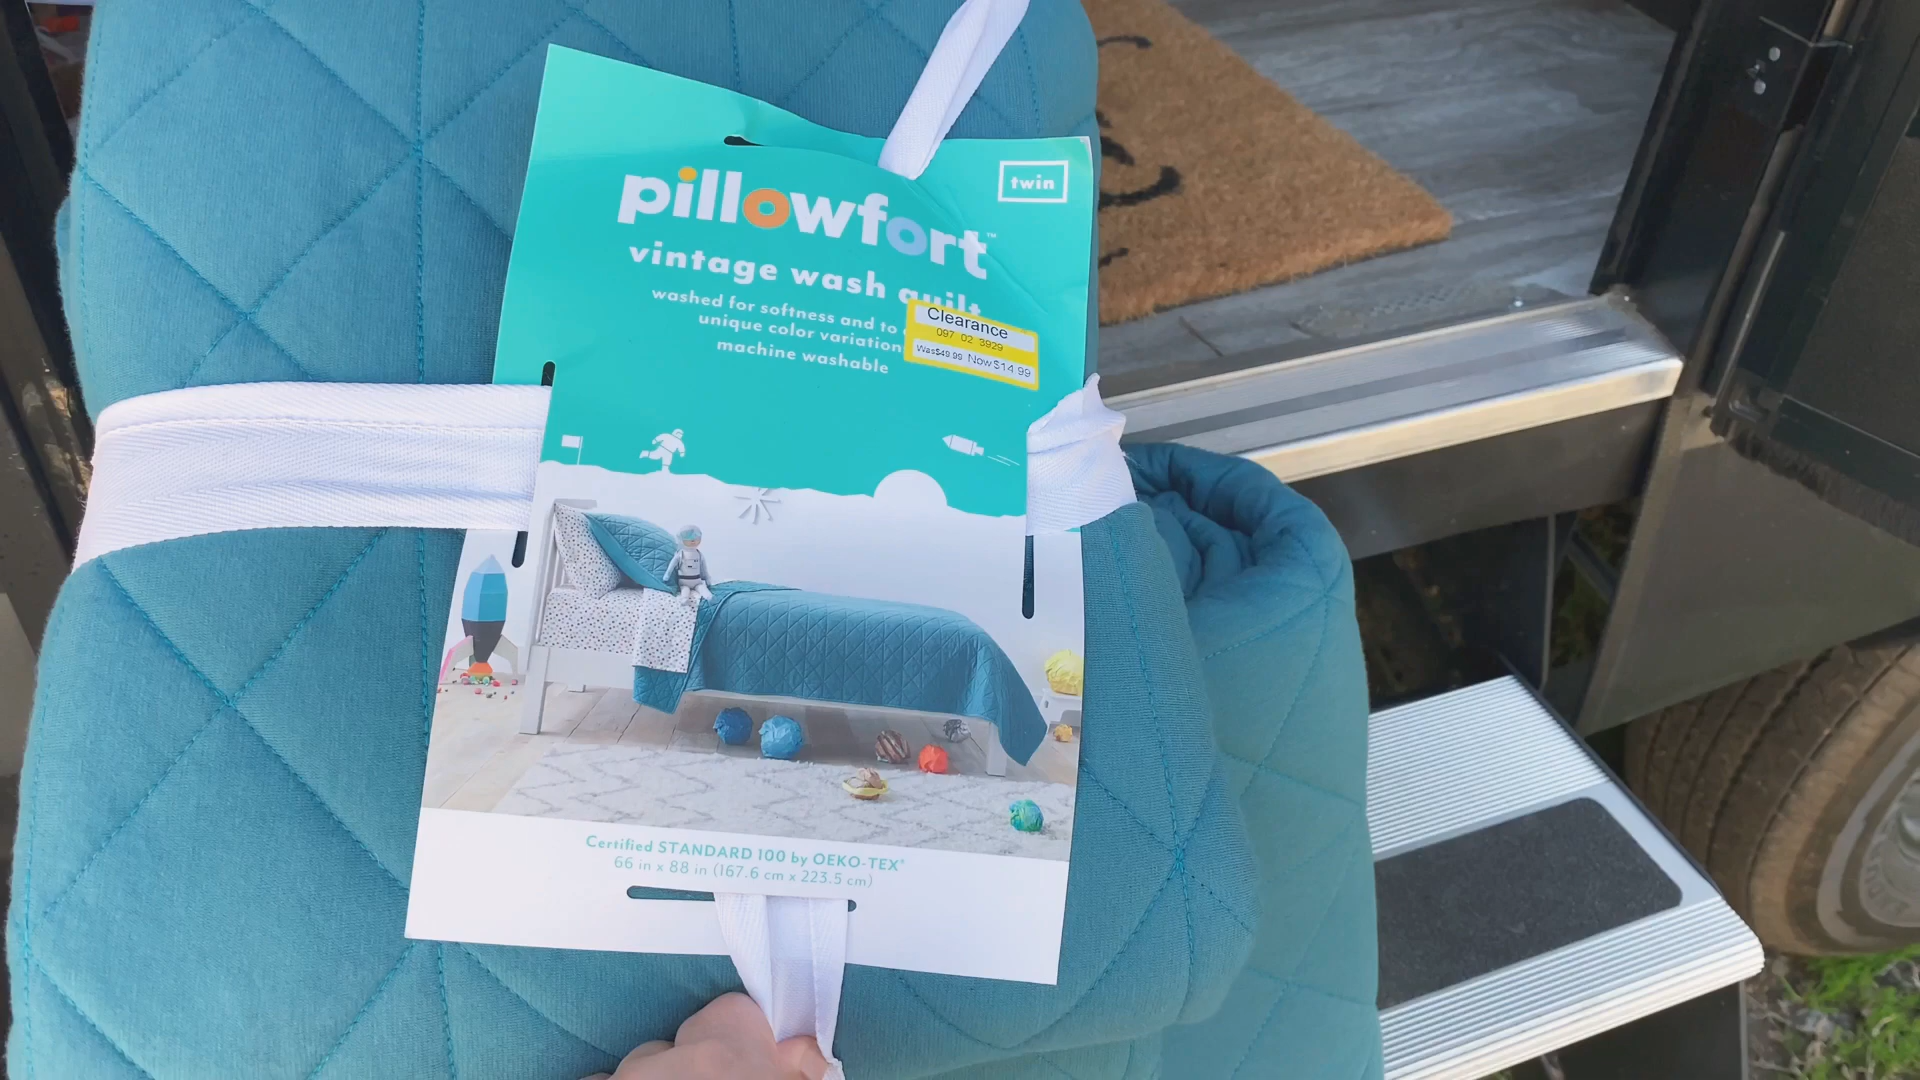 twin
pillowfort™
vintage wash quilt
washed for softness and to
unique color variation
machine washable
Clearance
097 02 3929
Was$49.99 Now$14.99
Certified STANDARD 100 by OEKO-TEX®
66 in x 88 in (167.6 cm x 223.5 cm)